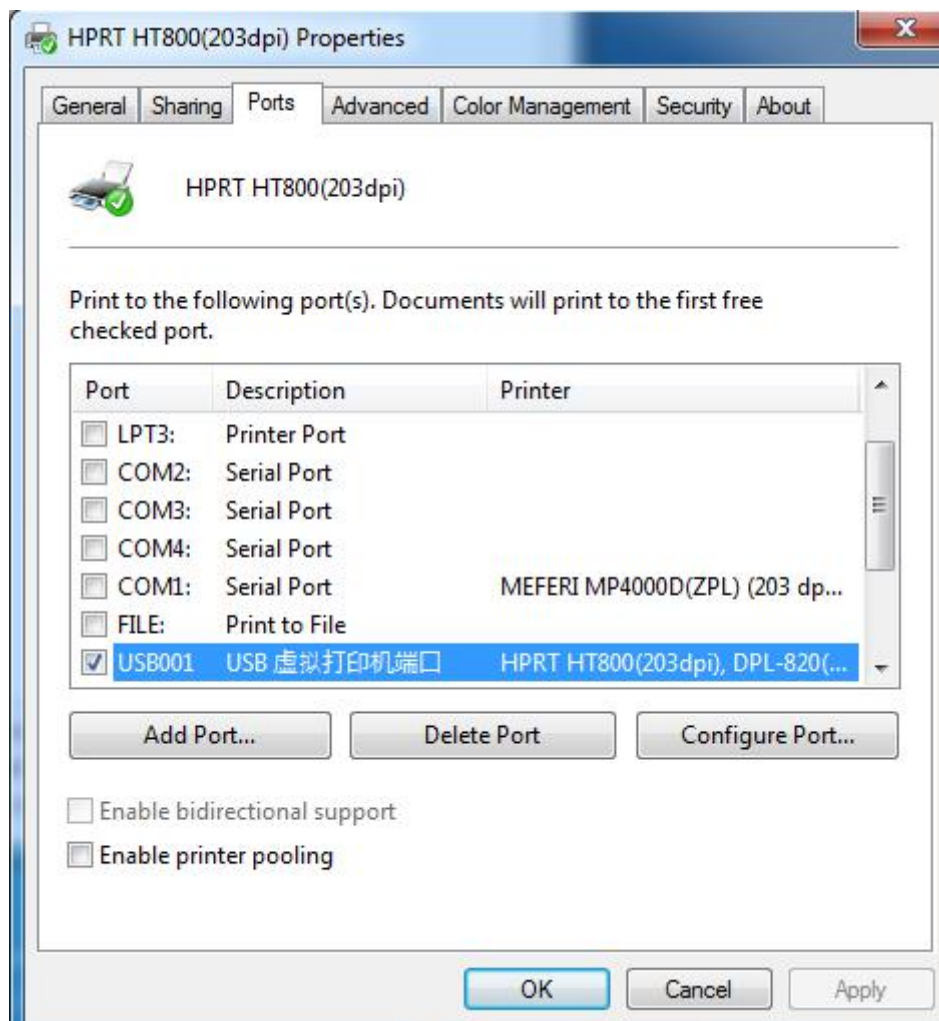 HPRT HT800(203dpi) Properties
General Sharing Ports Advanced Color Management Security About
HPRT HT800(203dpi)
Print to the following port(s). Documents will print to the first free
checked port.
Port Description Printer
LPT3: Printer Port
COM2: Serial Port
COM3: Serial Port
COM4: Serial Port
COM1: Serial Port MEFERI MP4000D(ZPL) (203 dp...
FILE: Print to File
USB001 USB 虚拟打印机端口 HPRT HT800(203dpi), DPL-820(...
Add Port... Delete Port Configure Port...
Enable bidirectional support
Enable printer pooling
OK Cancel Apply